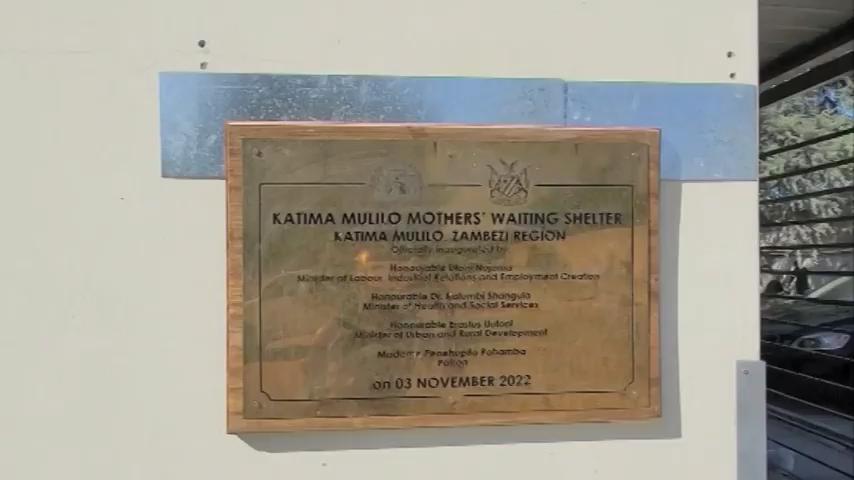 KATIMA MULILO MOTHERS' WAITING SHELTER
KATIMA MULILO, ZAMBEZI REGION
Officially inaugurated by
Honourable Utoni Nujoma
Minister of Labour, Industrial Relations and Employment Creation
Honourable Dr. Kalumbi Shangula
Minister of Health and Social Services
Honourable Erastus Uutoni
Minister of Urban and Rural Development
Madame Penehupifo Pohamba
Patron
on 03 NOVEMBER 2022